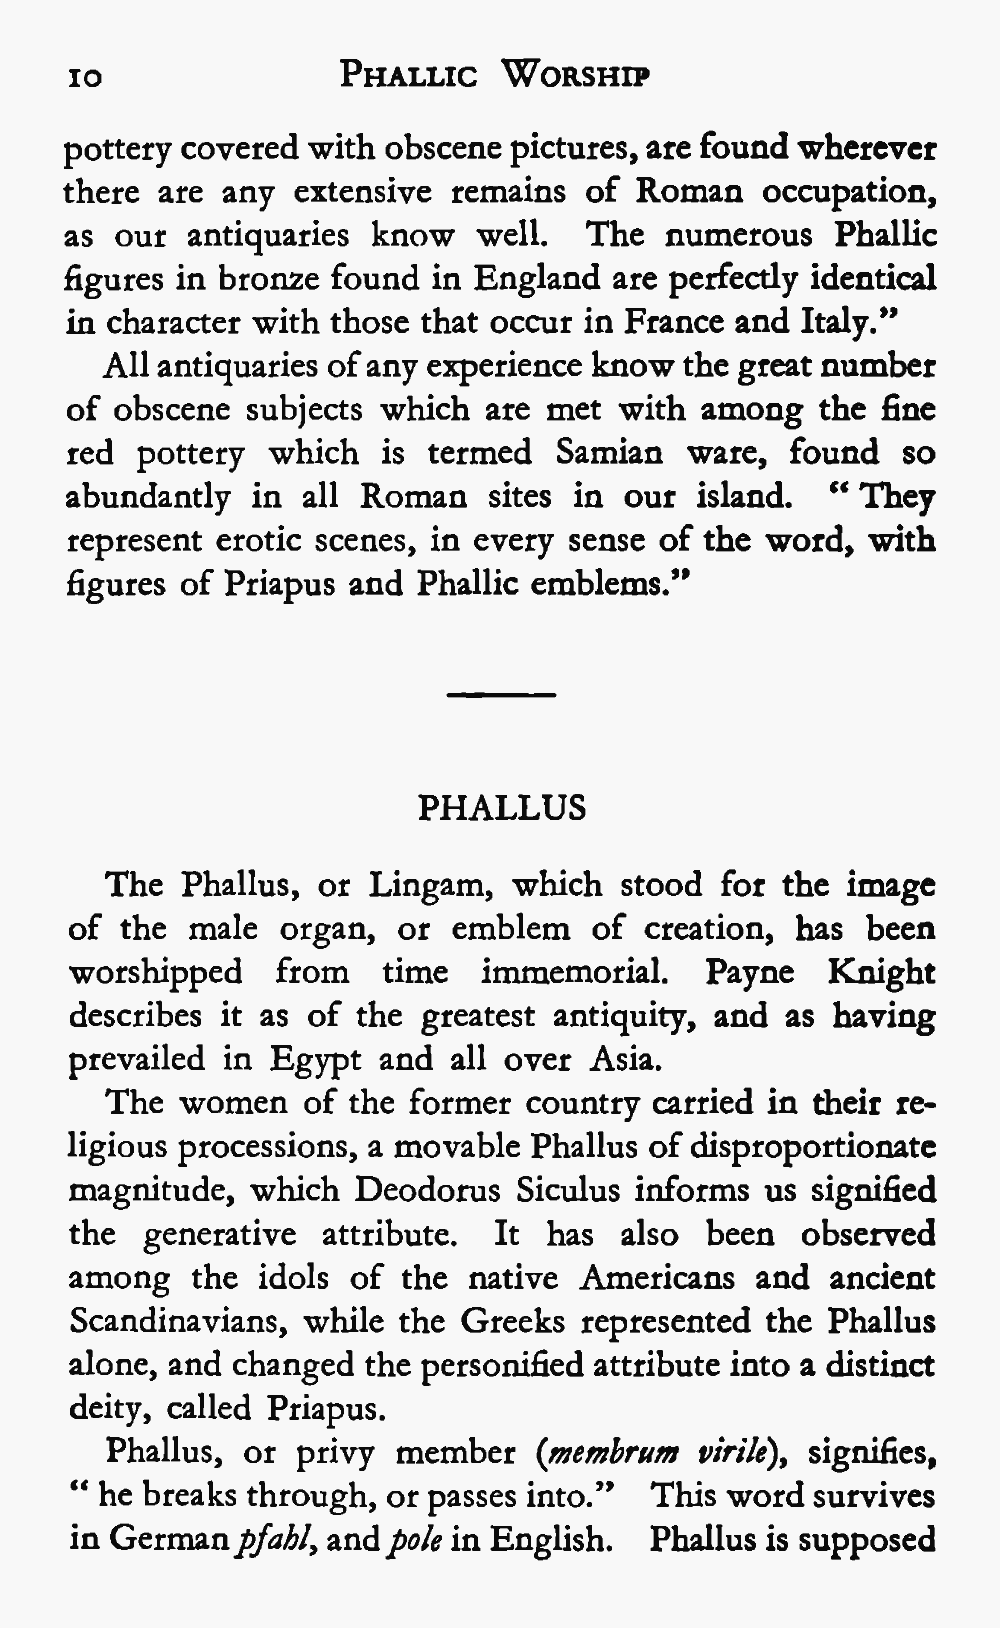 10 PHALLIC WORSHIP
pottery covered with obscene pictures, are found wherever
there are any extensive remains of Roman occupation,
as our antiquaries know well. The numerous Phallic
figures in bronze found in England are perfectly identical
in character with those that occur in France and Italy.”
All antiquaries of any experience know the great number
of obscene subjects which are met with among the fine
red pottery which is termed Samian ware, found so
abundantly in all Roman sites in our island. “ They
represent erotic scenes, in every sense of the word, with
figures of Priapus and Phallic emblems.”
PHALLUS
The Phallus, or Lingam, which stood for the image
of the male organ, or emblem of creation, has been
worshipped from time immemorial. Payne Knight
describes it as of the greatest antiquity, and as having
prevailed in Egypt and all over Asia.
The women of the former country carried in their re-
ligious processions, a movable Phallus of disproportionate
magnitude, which Deodorus Siculus informs us signified
the generative attribute. It has also been observed
among the idols of the native Americans and ancient
Scandinavians, while the Greeks represented the Phallus
alone, and changed the personified attribute into a distinct
deity, called Priapus.
Phallus, or privy member (membrum virile), signifies,
“ he breaks through, or passes into.” This word survives
in German pfahl, and pole in English. Phallus is supposed